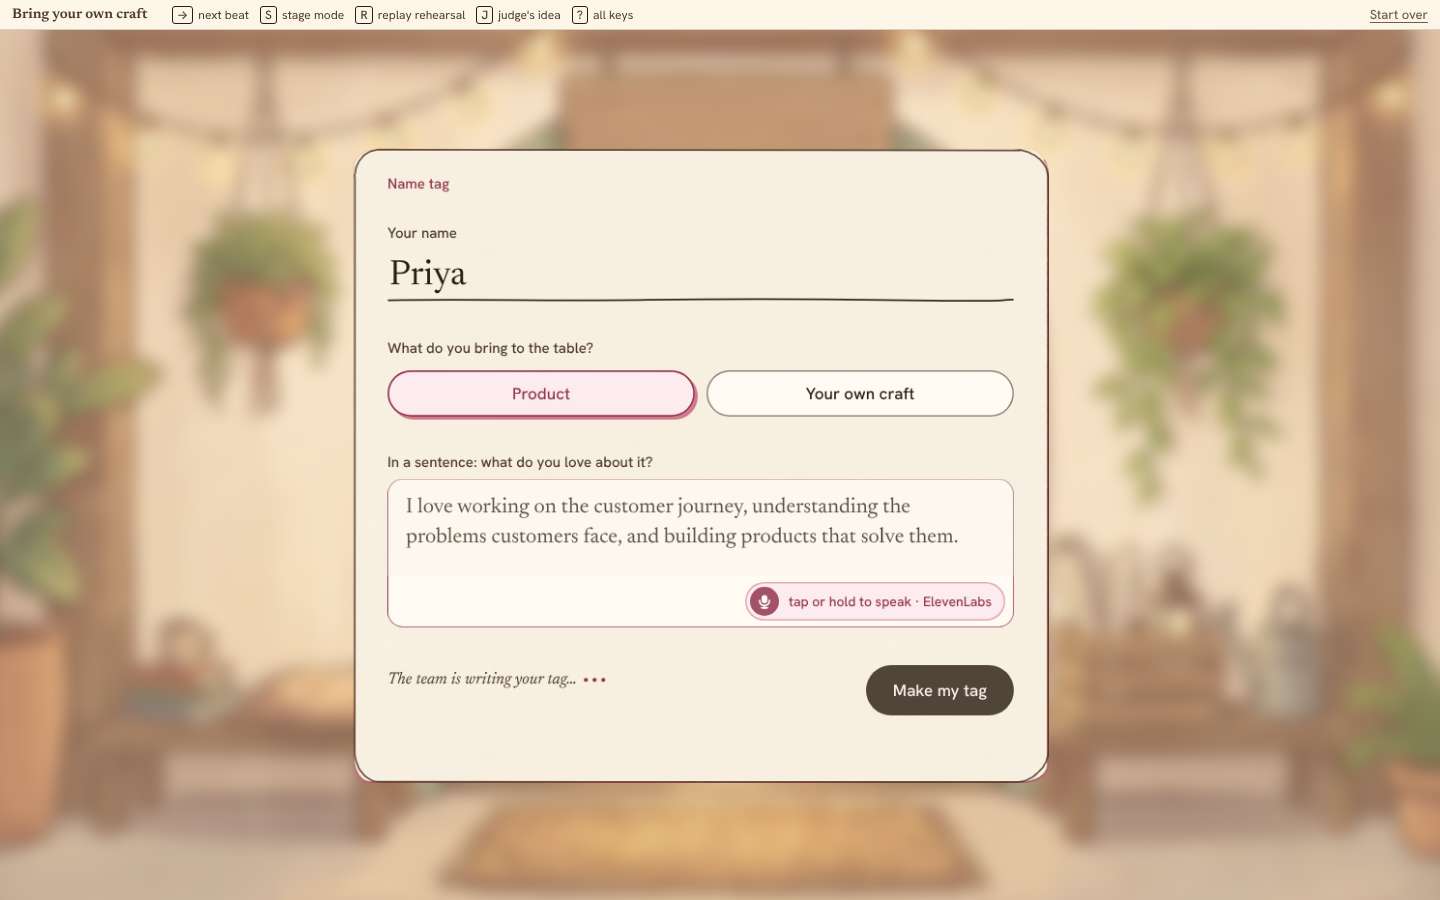 Bring your own craft → next beat S stage mode R replay rehearsal J judge's idea ? all keys Start over
Name tag
Your name
Priya
What do you bring to the table?
Product Your own craft
In a sentence: what do you love about it?
I love working on the customer journey, understanding the
problems customers face, and building products that solve them.
tap or hold to speak · ElevenLabs
The team is writing your tag...
Make my tag